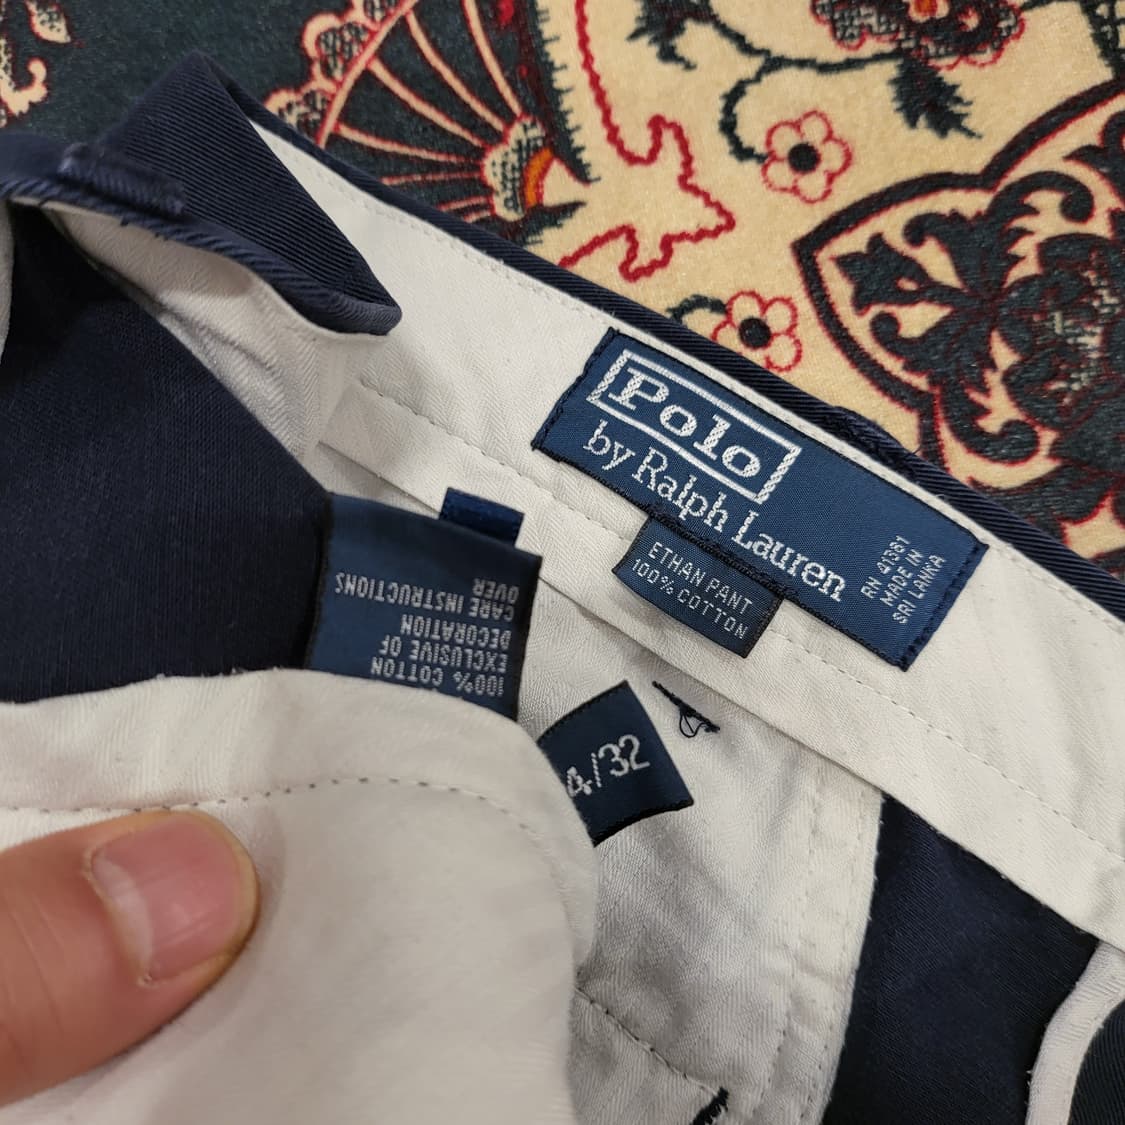 Polo
by Ralph Lauren
RN 41381
MADE IN
SRI LANKA
ETHAN PANT
100% COTTON
100% COTTON
EXCLUSIVE OF
DECORATION
CARE INSTRUCTIONS
OVER
4/32